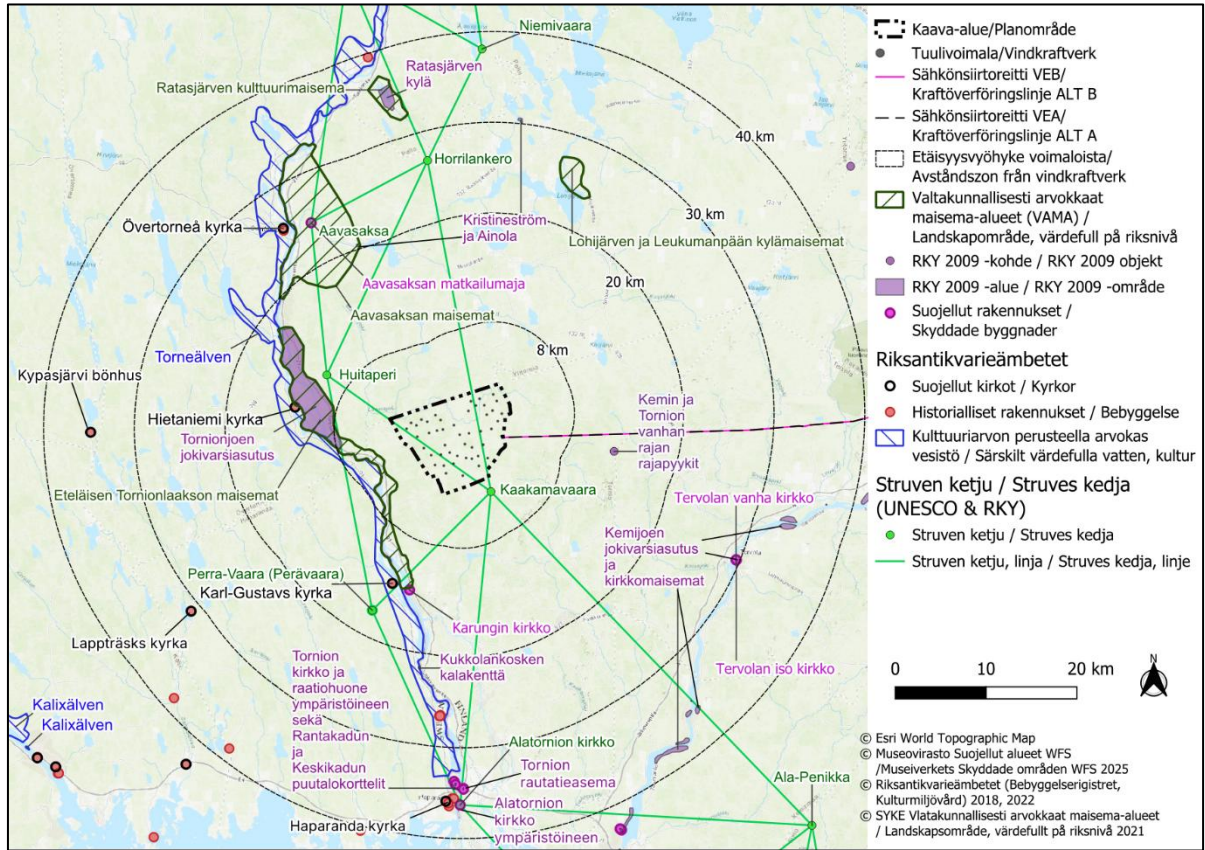 Niemivaara
Ratasjärven
kylä
Ratasjärven kulttuurimaisema
40 km
Horrilankero
30 km
Övertorneå kyrka
Aavasaksa
Kristineström
ja Ainola
Lohijärven ja Leukumanpään kylämaisemat
20 km
Aavasaksan matkailumaja
Aavasaksan maisemat
8 km
Torneälven
Huitaperi
Kypasjärvi bönhus
Hietaniemi kyrka
Tornionjoen
jokivarsiasutus
Kemin ja
Tornion
vanhan
rajan
rajapyykit
Eteläisen Tornionlaakson maisemat
Kaakamavaara
Tervolan vanha kirkko
Kemijoen
jokivarsiasutus
ja
kirkkomaisemat
Perra-Vaara (Perävaara)
Karl-Gustavs kyrka
Lappträsks kyrka
Karungin kirkko
Tervolan iso kirkko
Tornion
kirkko ja
raatiohuone
ympäristöineen
sekä
Rantakadun
ja
Keskikadun
puutalokorttelit
Kukkolankosken
kalakenttä
FINLAND
Kalixälven
Kalixälven
Alatornion kirkko
Tornion
rautatieasema
Ala-Penikka
Haparanda kyrka
Alatornion
kirkko
ympäristöineen
Kaava-alue/Planområde
Tuulivoimala/Vindkraftverk
Sähkönsiirtoreitti VEB/
Kraftöverföringslinje ALT B
Sähkönsiirtoreitti VEA/
Kraftöverföringslinje ALT A
Etäisyysvyöhyke voimaloista/
Avståndszon från vindkraftverk
Valtakunnallisesti arvokkaat
maisema-alueet (VAMA) /
Landskapområde, värdefull på riksnivå
RKY 2009 -kohde / RKY 2009 objekt
RKY 2009 -alue / RKY 2009 -område
Suojellut rakennukset /
Skyddade byggnader
Riksantikvarieämbetet
Suojellut kirkot / Kyrkor
Historialliset rakennukset / Bebyggelse
Kulttuuriarvon perusteella arvokas
vesistö / Särskilt värdefulla vatten, kultur
Struven ketju / Struves kedja
(UNESCO & RKY)
Struven ketju / Struves kedja
Struven ketju, linja / Struves kedja, linje
0 10 20 km
N
© Esri World Topographic Map
© Museovirasto Suojellut alueet WFS
/Museiverkets Skyddade områden WFS 2025
© Riksantikvarieämbetet (Bebyggelserigistret,
Kulturmiljövård) 2018, 2022
© SYKE Vlatakunnallisesti arvokkaat maisema-alueet
/ Landskapsområde, värdefullt på riksnivå 2021